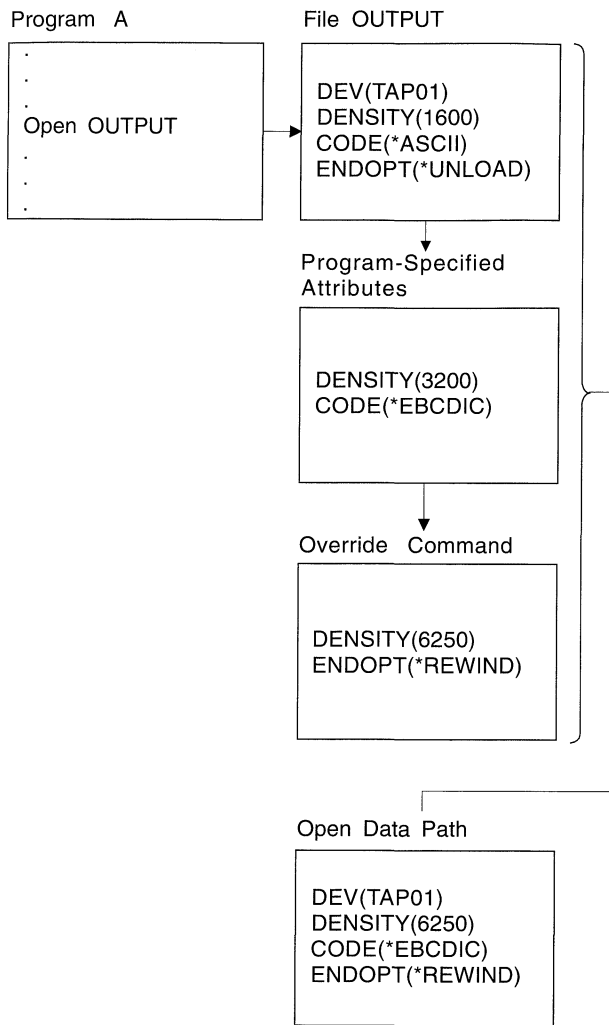 Program A
.
.
.
Open OUTPUT
.
.
.
File OUTPUT
DEV(TAP01)
DENSITY(1600)
CODE(*ASCII)
ENDOPT(*UNLOAD)
Program-Specified
Attributes
DENSITY(3200)
CODE(*EBCDIC)
Override Command
DENSITY(6250)
ENDOPT(*REWIND)
Open Data Path
DEV(TAP01)
DENSITY(6250)
CODE(*EBCDIC)
ENDOPT(*REWIND)